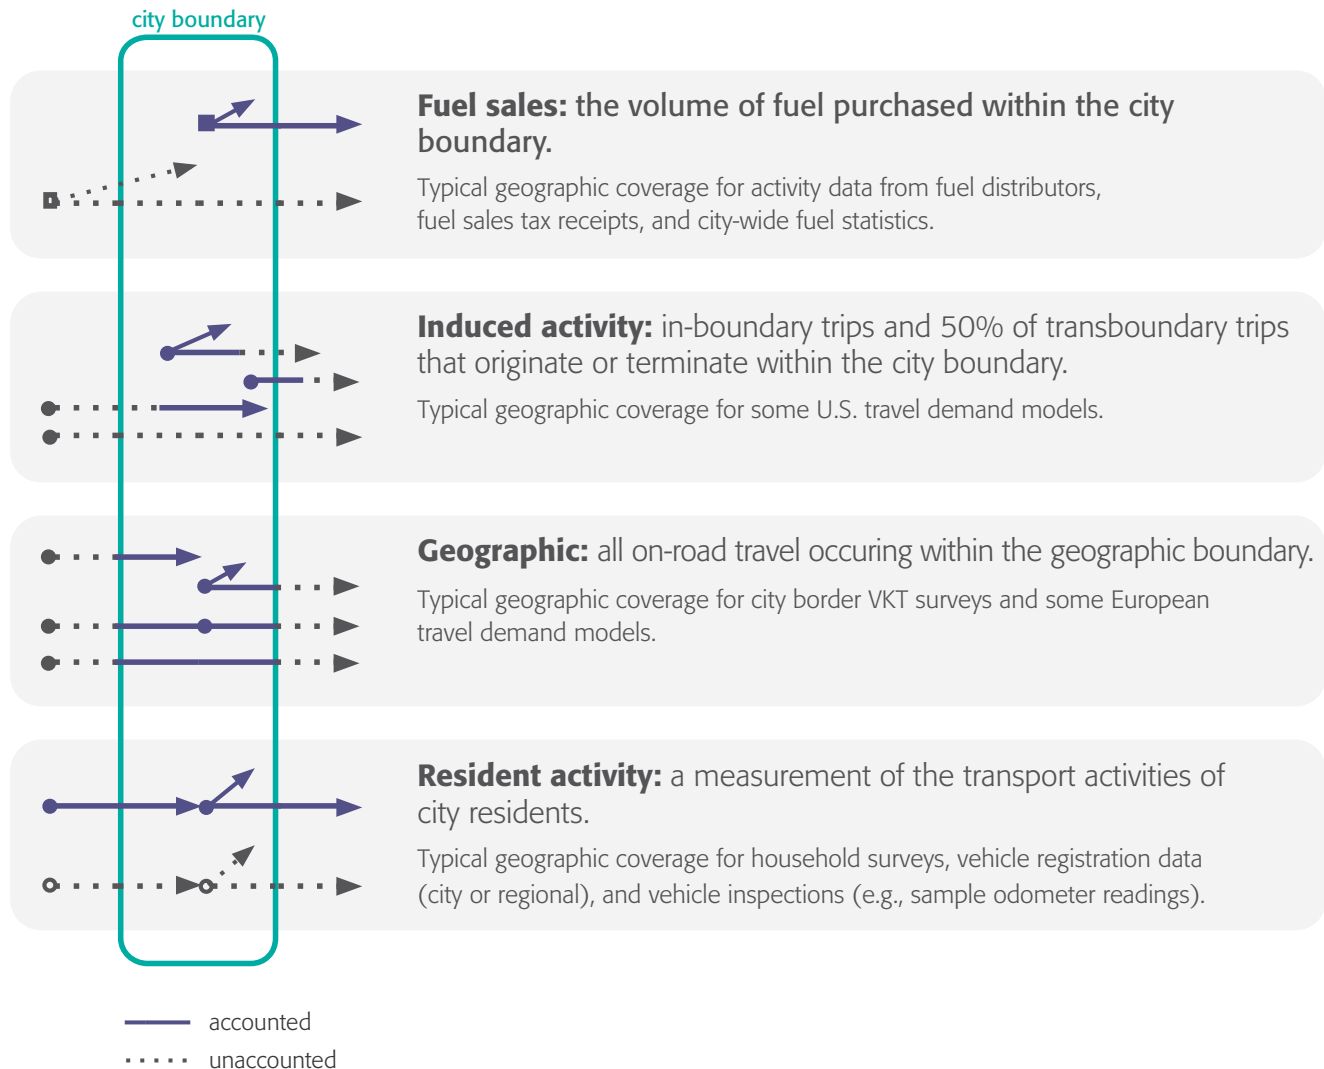 city boundary
Fuel sales: the volume of fuel purchased within the city
boundary.
Typical geographic coverage for activity data from fuel distributors,
fuel sales tax receipts, and city-wide fuel statistics.
Induced activity: in-boundary trips and 50% of transboundary trips
that originate or terminate within the city boundary.
Typical geographic coverage for some U.S. travel demand models.
Geographic: all on-road travel occuring within the geographic boundary.
Typical geographic coverage for city border VKT surveys and some European
travel demand models.
Resident activity: a measurement of the transport activities of
city residents.
Typical geographic coverage for household surveys, vehicle registration data
(city or regional), and vehicle inspections (e.g., sample odometer readings).
accounted
unaccounted